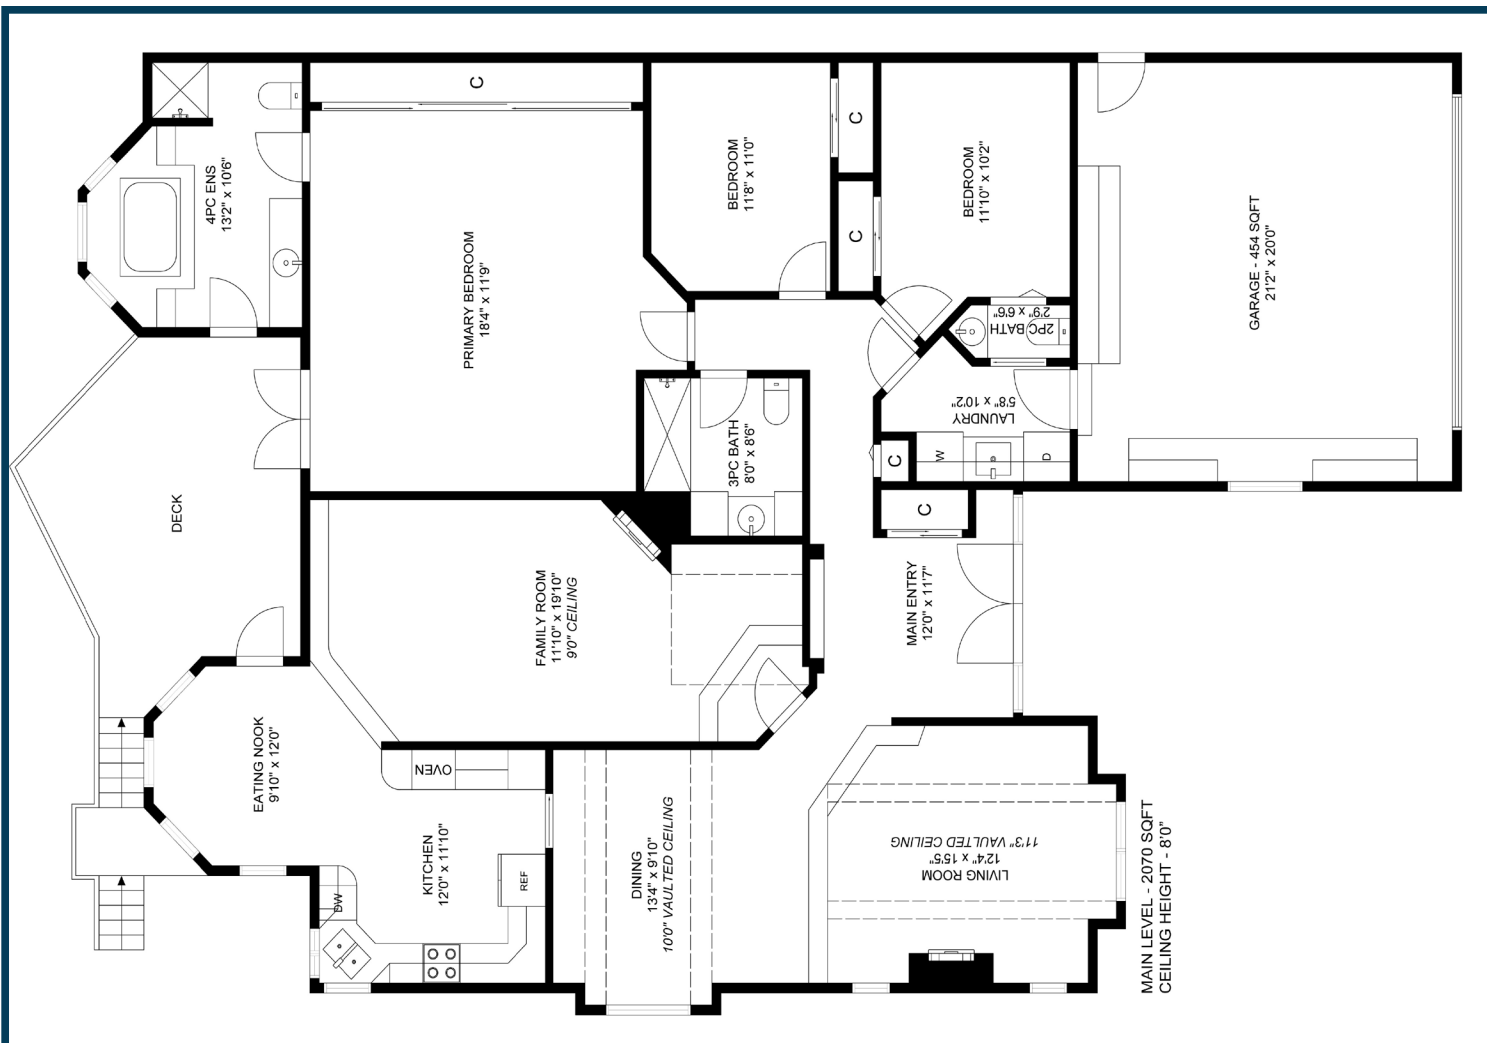 C
4PC ENS
13'2" x 10'6"
PRIMARY BEDROOM
18'4" x 11'9"
BEDROOM
11'8" x 11'0"
C
C
BEDROOM
11'10" x 10'2"
2PC BATH
2'9" x 6'6"
GARAGE - 454 SQFT
21'2" x 20'0"
LAUNDRY
5'8" x 10'2"
C
W
D
3PC BATH
8'0" x 8'6"
DECK
C
FAMILY ROOM
11'10" x 19'10"
9'0" CEILING
MAIN ENTRY
12'0" x 11'7"
EATING NOOK
9'10" x 12'0"
OVEN
KITCHEN
12'0" x 11'10"
REF
DW
DINING
13'4" x 9'10"
10'0" VAULTED CEILING
LIVING ROOM
12'4" x 15'5"
11'3" VAULTED CEILING
MAIN LEVEL - 2070 SQFT
CEILING HEIGHT - 8'0"